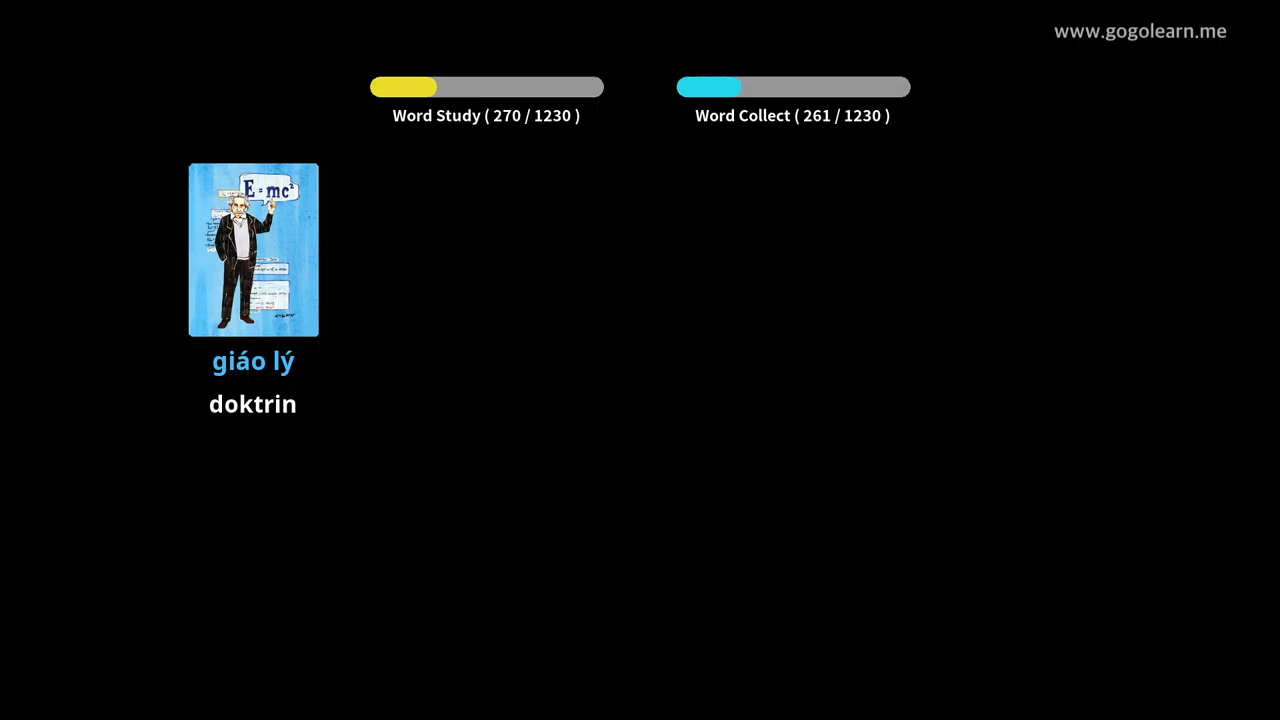 www.gogolearn.me
Word Study ( 270 / 1230 )
Word Collect ( 261 / 1230 )
E = mc²
giáo lý
doktrin